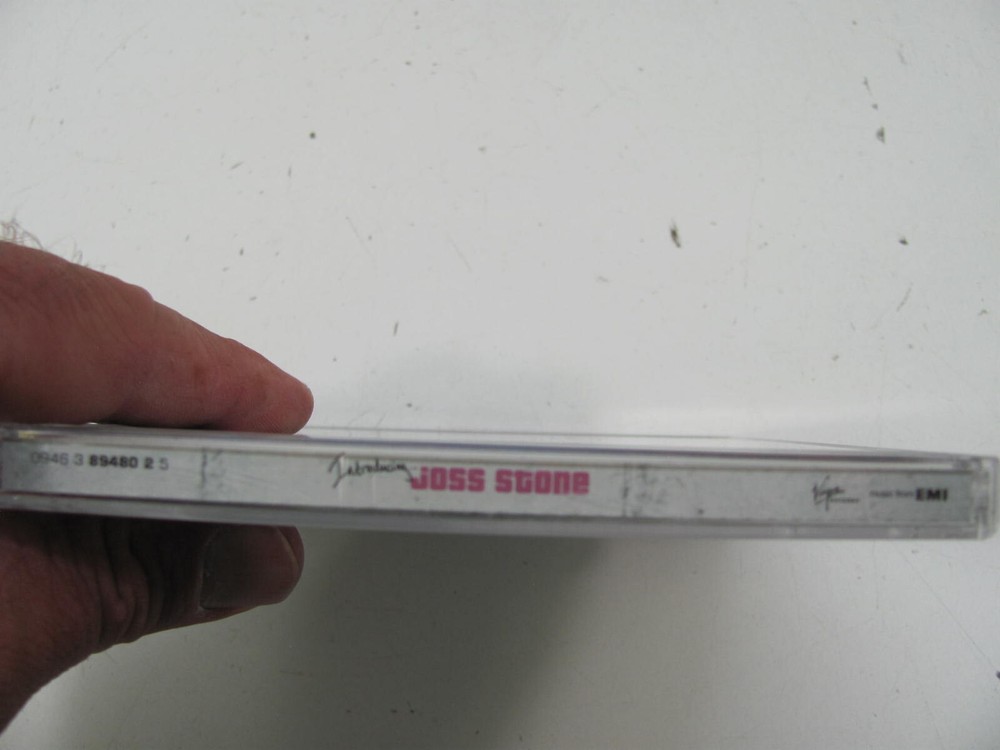 0946 3 89480 2 5
Introducing JOSS STONE
Virgin
music from EMI